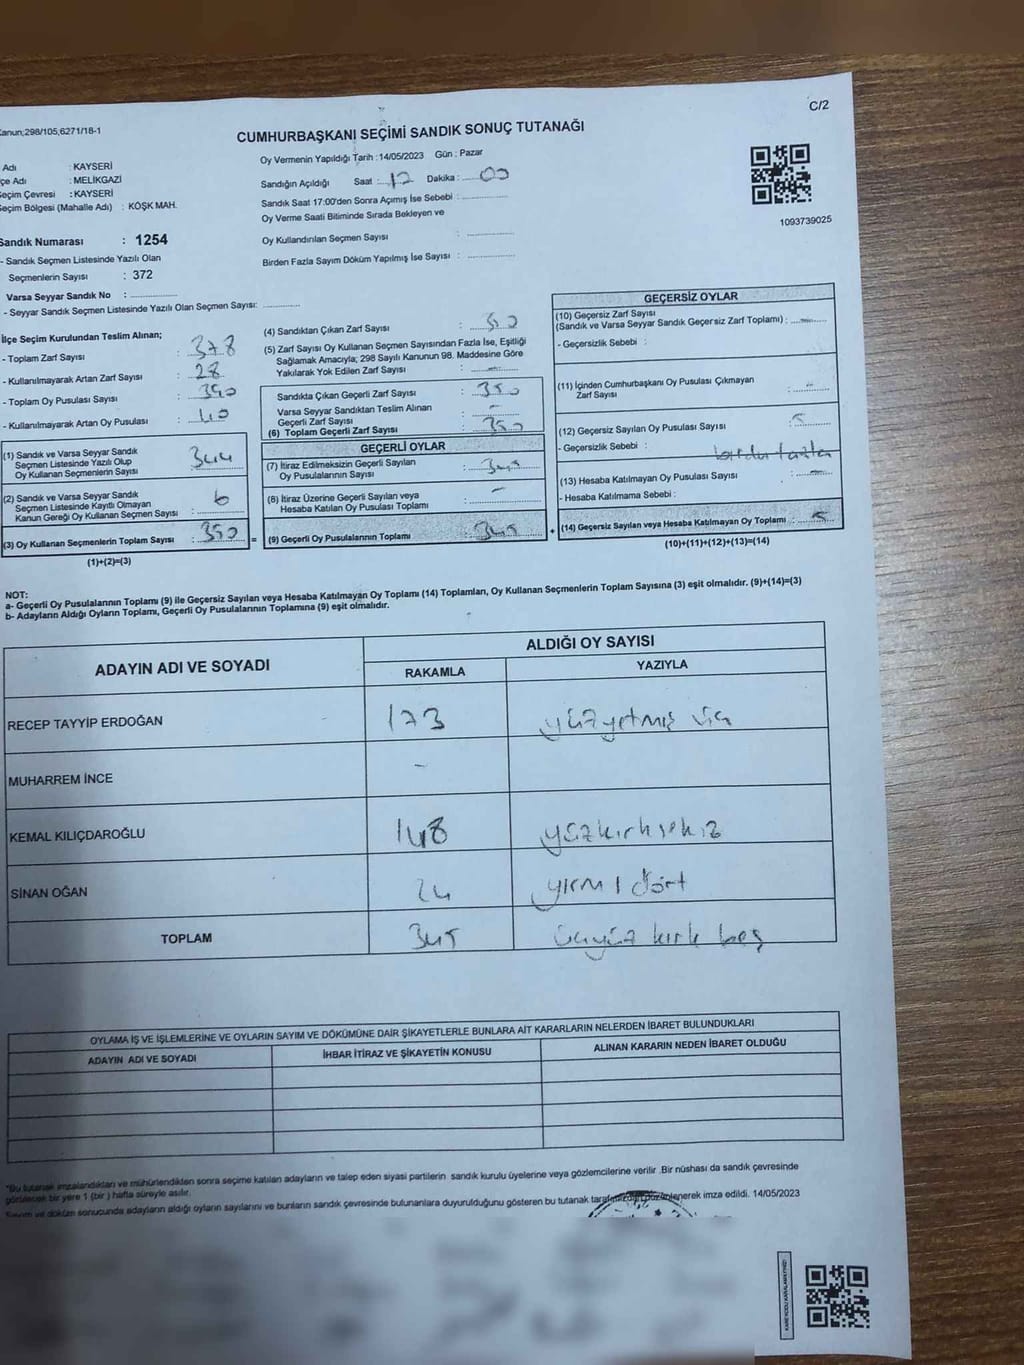 C/2
Kanun;298/105,6271/18-1
CUMHURBAŞKANI SEÇİMİ SANDIK SONUÇ TUTANAĞI
Adı : KAYSERİ
çe Adı : MELİKGAZİ
Seçim Çevresi : KAYSERİ
Seçim Bölgesi (Mahalle Adı) : KÖŞK MAH.
Oy Vermenin Yapıldığı Tarih : 14/05/2023 Gün : Pazar
Sandığın Açıldığı Saat : 17 Dakika : 00
Sandık Saat 17:00'den Sonra Açımış İse Sebebi :
Oy Verme Saati Bitiminde Sırada Bekleyen ve
Oy Kullandırılan Seçmen Sayısı :
Birden Fazla Sayım Döküm Yapılmış İse Sayısı :
1093739025
Sandık Numarası : 1254
- Sandık Seçmen Listesinde Yazılı Olan
Seçmenlerin Sayısı : 372
Varsa Seyyar Sandık No :
- Seyyar Sandık Seçmen Listesinde Yazılı Olan Seçmen Sayısı:
İlçe Seçim Kurulundan Teslim Alınan;
- Toplam Zarf Sayısı : 378
- Kullanılmayarak Artan Zarf Sayısı : 28
- Toplam Oy Pusulası Sayısı : 390
- Kullanılmayarak Artan Oy Pusulası : 40
(1) Sandık ve Varsa Seyyar Sandık
Seçmen Listesinde Yazılı Olup
Oy Kullanan Seçmenlerin Sayısı : 344
(2) Sandık ve Varsa Seyyar Sandık
Seçmen Listesinde Kayıtlı Olmayan
Kanun Gereği Oy Kullanan Seçmen Sayısı : 6
(3) Oy Kullanan Seçmenlerin Toplam Sayısı : 350
(1)+(2)=(3)
(4) Sandıktan Çıkan Zarf Sayısı :
(5) Zarf Sayısı Oy Kullanan Seçmen Sayısından Fazla İse, Eşitliği
Sağlamak Amacıyla; 298 Sayılı Kanunun 98. Maddesine Göre
Yakılarak Yok Edilen Zarf Sayısı : -
Sandıkta Çıkan Geçerli Zarf Sayısı : 350
Varsa Seyyar Sandıktan Teslim Alınan
Geçerli Zarf Sayısı : -
(6) Toplam Geçerli Zarf Sayısı : 350
GEÇERLİ OYLAR
(7) İtiraz Edilmeksizin Geçerli Sayılan
Oy Pusulalarının Sayısı : 345
(8) İtiraz Üzerine Geçerli Sayılan veya
Hesaba Katılan Oy Pusulası Toplamı : -
= (9) Geçerli Oy Pusulalarının Toplamı : 345 +
GEÇERSİZ OYLAR
(10) Geçersiz Zarf Sayısı
(Sandık ve Varsa Seyyar Sandık Geçersiz Zarf Toplamı) : -
- Geçersizlik Sebebi :
(11) İçinden Cumhurbaşkanı Oy Pusulası Çıkmayan
Zarf Sayısı : -
(12) Geçersiz Sayılan Oy Pusulası Sayısı : 5
- Geçersizlik Sebebi : fazla
(13) Hesaba Katılmayan Oy Pusulası Sayısı : -
- Hesaba Katılmama Sebebi :
(14) Geçersiz Sayılan veya Hesaba Katılmayan Oy Toplamı : 5
(10)+(11)+(12)+(13)=(14)
NOT:
a- Geçerli Oy Pusulalarının Toplamı (9) ile Geçersiz Sayılan veya Hesaba Katılmayan Oy Toplamı (14) Toplamları, Oy Kullanan Seçmenlerin Toplam Sayısına (3) eşit olmalıdır. (9)+(14)=(3)
b- Adayların Aldığı Oyların Toplamı, Geçerli Oy Pusulalarının Toplamına (9) eşit olmalıdır.
ADAYIN ADI VE SOYADI ALDIĞI OY SAYISI
RAKAMLA YAZIYLA
RECEP TAYYİP ERDOĞAN 173 yüzyetmiş üç
MUHARREM İNCE -
KEMAL KILIÇDAROĞLU 148 yüzkırksekiz
SİNAN OĞAN 24 yirmi dört
TOPLAM 345 üçyüz kırk beş
OYLAMA İŞ VE İŞLEMLERİNE VE OYLARIN SAYIM VE DÖKÜMÜNE DAİR ŞİKAYETLERLE BUNLARA AİT KARARLARIN NELERDEN İBARET BULUNDUKLARI
ADAYIN ADI VE SOYADI İHBAR İTİRAZ VE ŞİKAYETİN KONUSU ALINAN KARARIN NEDEN İBARET OLDUĞU
*Bu tutanak imzalandıktan ve mühürlendikten sonra seçime katılan adayların ve talep eden siyasi partilerin sandık kurulu üyelerine veya gözlemcilerine verilir .Bir nüshası da sandık çevresinde
görülecek bir yere 1 (bir ) hafta süreyle asılır.
Sayım ve döküm sonucunda adayların aldığı oyların sayılarını ve bunların sandık çevresinde bulunanlara duyurulduğunu gösteren bu tutanak tarafımızdan düzenlenerek imza edildi. 14/05/2023